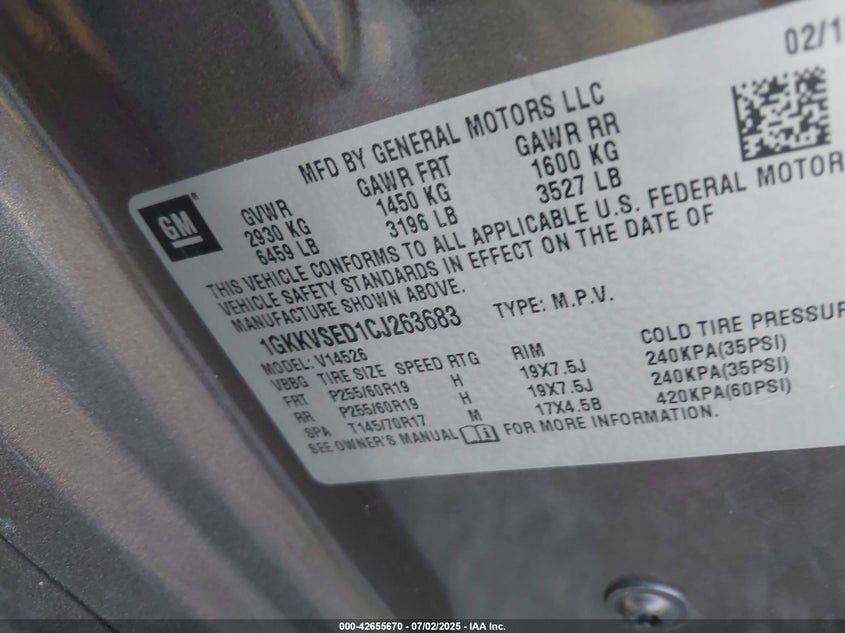 02/1
MFD BY GENERAL MOTORS LLC
GM ®
GVWR GAWR FRT GAWR RR
2930 KG 1450 KG 1600 KG
6459 LB 3196 LB 3527 LB
THIS VEHICLE CONFORMS TO ALL APPLICABLE U.S. FEDERAL MOTOR
VEHICLE SAFETY STANDARDS IN EFFECT ON THE DATE OF
MANUFACTURE SHOWN ABOVE.
1GKKVSED1CJ263683 TYPE: M.P.V.
MODEL: V14526
VBBG TIRE SIZE SPEED RTG RIM COLD TIRE PRESSUR
FRT P255/60R19 H 19X7.5J 240KPA(35PSI)
RR P255/60R19 H 19X7.5J 240KPA(35PSI)
SPA T145/70R17 M 17X4.5B 420KPA(60PSI)
SEE OWNER'S MANUAL i FOR MORE INFORMATION.
000-42655670 - 07/02/2025 - IAA Inc.